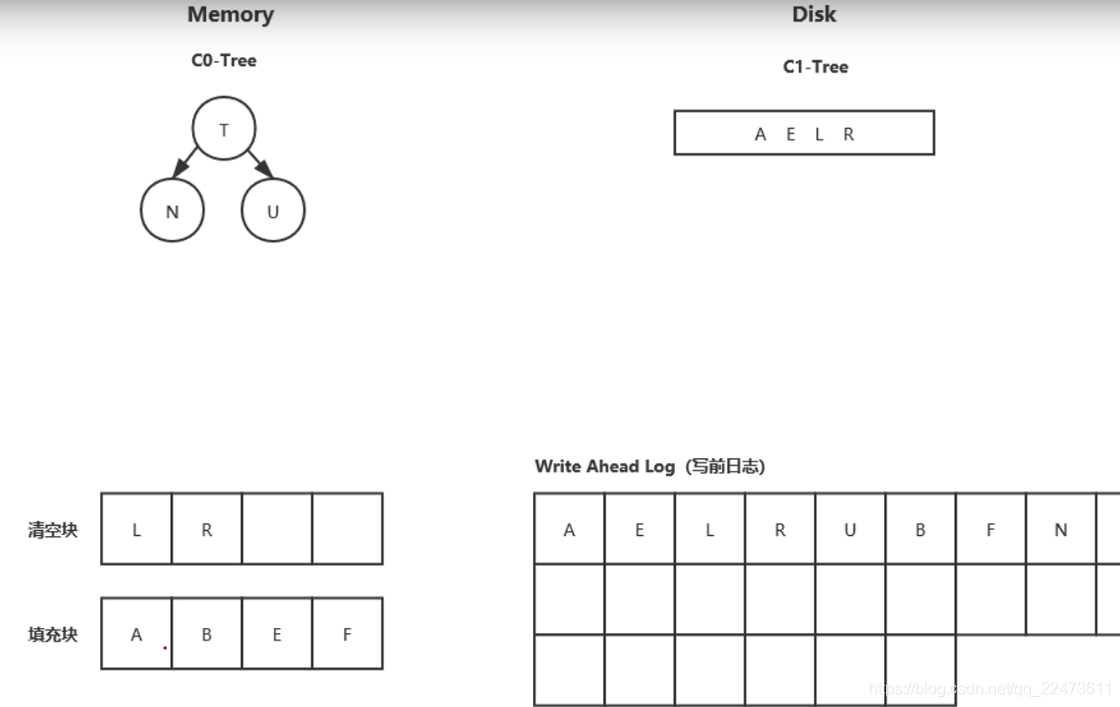 Memory
Disk
C0-Tree
C1-Tree
T
N U
A E L R
Write Ahead Log (写前日志)
清空块 L R
A E L R U B F N
填充块 A B E F
https://blog.csdn.net/qq_22473611